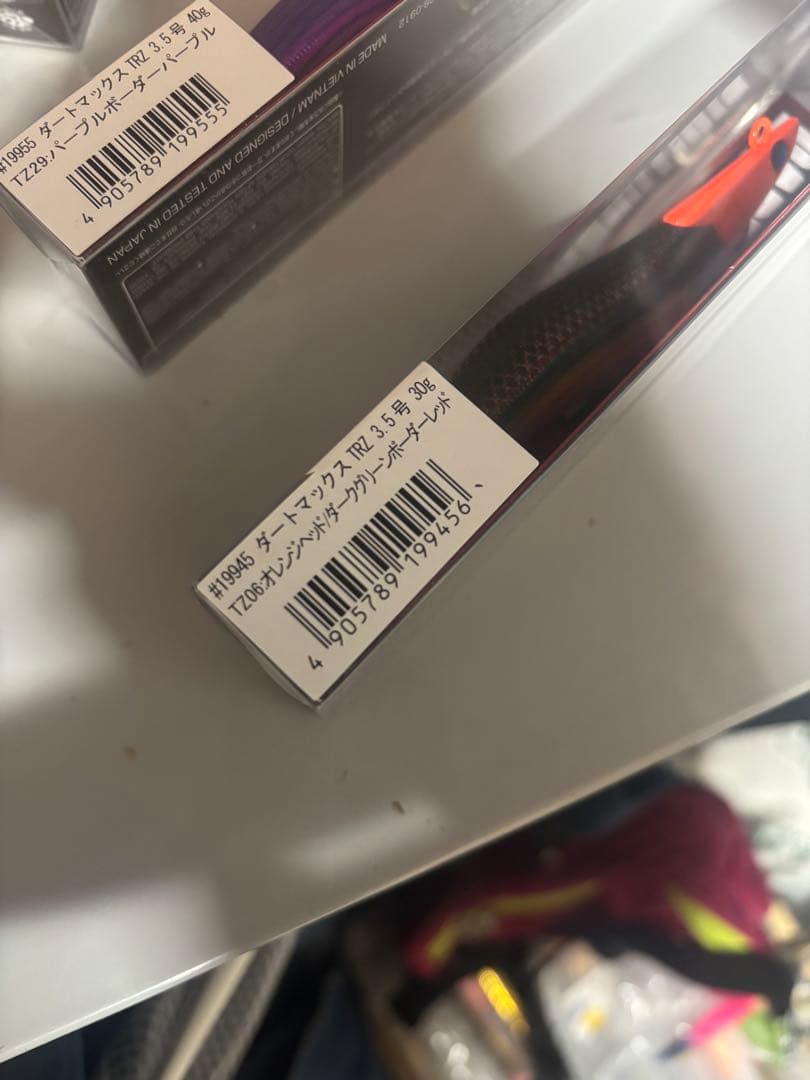 #19955 ダートマックス TRZ 3.5号 40g
TZ29:パープルボーダーパープル
4 905789 199555
MADE IN VIETNAM / DESIGNED AND TESTED IN JAPAN
#19945 ダートマックス TRZ 3.5号 30g
TZ06:オレンジヘッド/ダークグリーンボーダーレッド
4 905789 199456